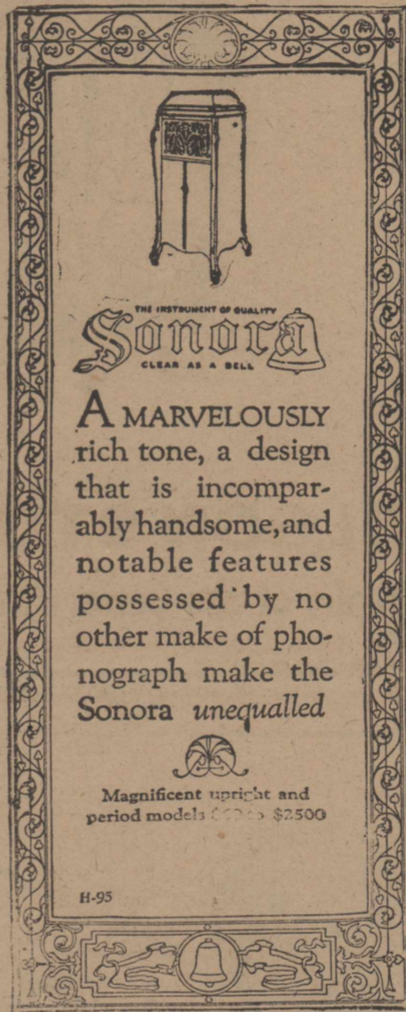 THE INSTRUMENT OF QUALITY
Sonora
CLEAR AS A BELL
A MARVELOUSLY
rich tone, a design
that is incompar-
ably handsome, and
notable features
possessed by no
other make of pho-
nograph make the
Sonora unequalled
Magnificent upright and
period models $2500
H-95